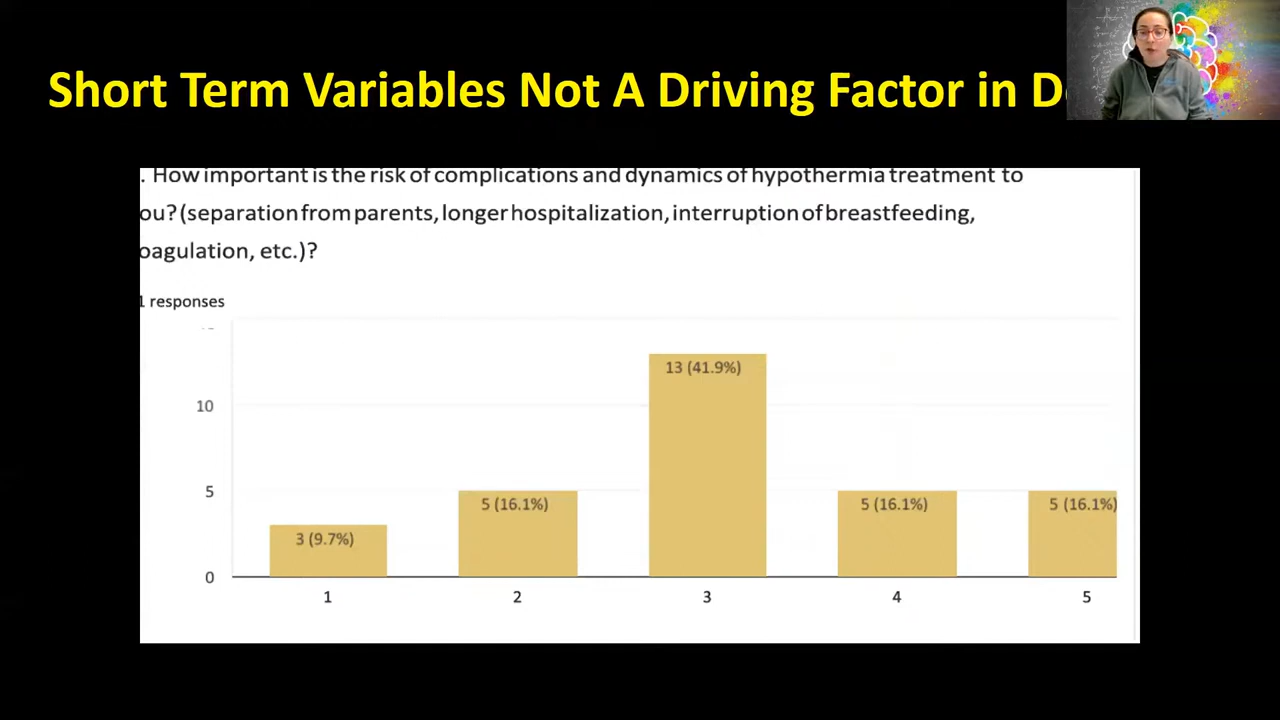 Short Term Variables Not A Driving Factor in
. How important is the risk of complications and dynamics of hypothermia treatment to
ou? (separation from parents, longer hospitalization, interruption of breastfeeding,
oagulation, etc.)?
1 responses
13 (41.9%)
10
5
5 (16.1%)
5 (16.1%)
5 (16.1%)
3 (9.7%)
0
1
2
3
4
5